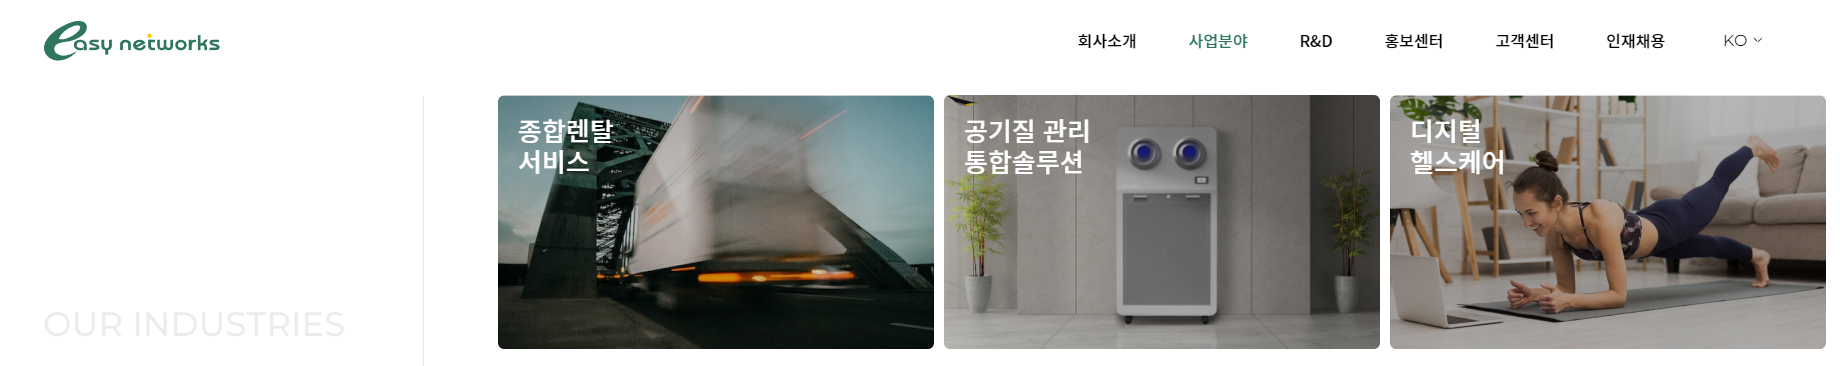 easy networks
회사소개
사업분야
R&D
홍보센터
고객센터
인재채용
KO
종합렌탈
서비스
공기질 관리
통합솔루션
디지털
헬스케어
OUR INDUSTRIES